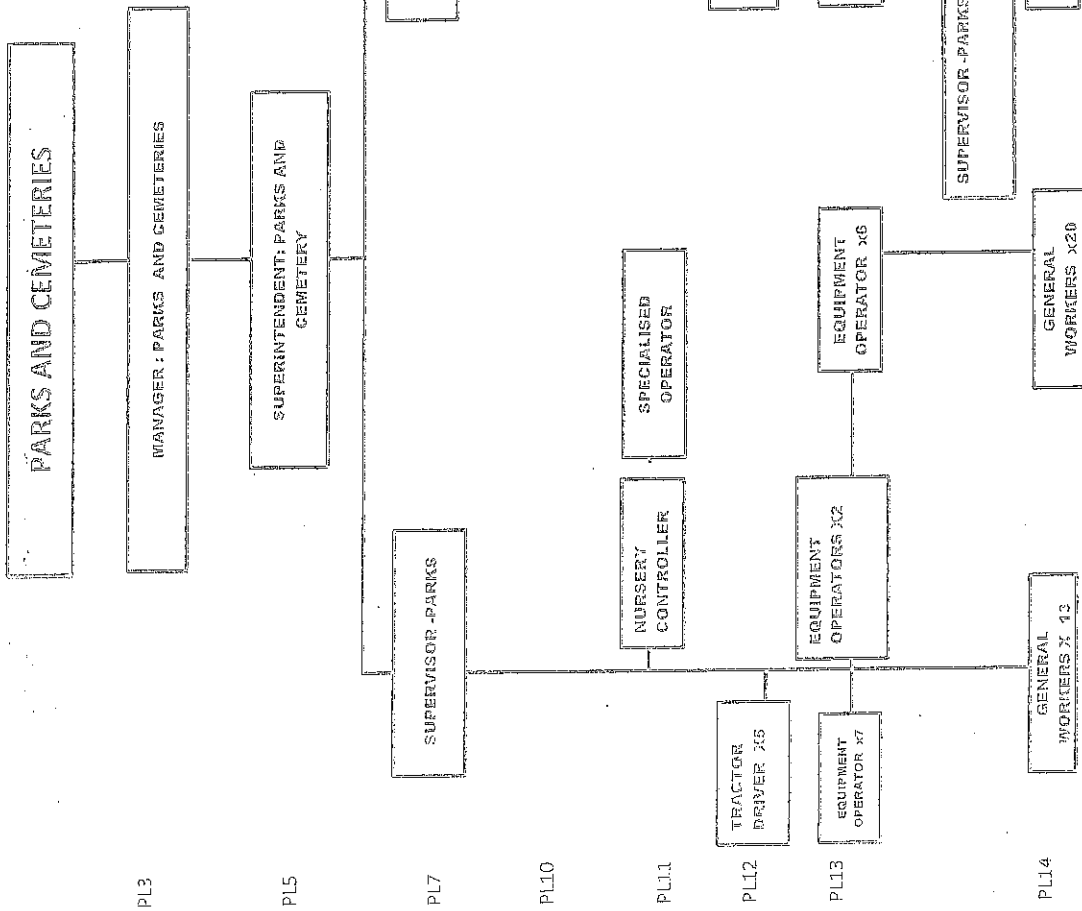 PARKS AND CEMETERIES
PL3
MANAGER : PARKS AND CEMETERIES
PL5
SUPERINTENDENT: PARKS AND
CEMETERY
PL7
SUPERVISOR -PARKS
PL10
PL11
NURSERY
CONTROLLER
SPECIALISED
OPERATOR
PL12
TRACTOR
DRIVER X5
PL13
EQUIPMENT
OPERATOR x7
EQUIPMENT
OPERATORS X2
EQUIPMENT
OPERATOR x6
SUPERVISOR -PARKS
PL14
GENERAL
WORKERS X 13
GENERAL
WORKERS X20